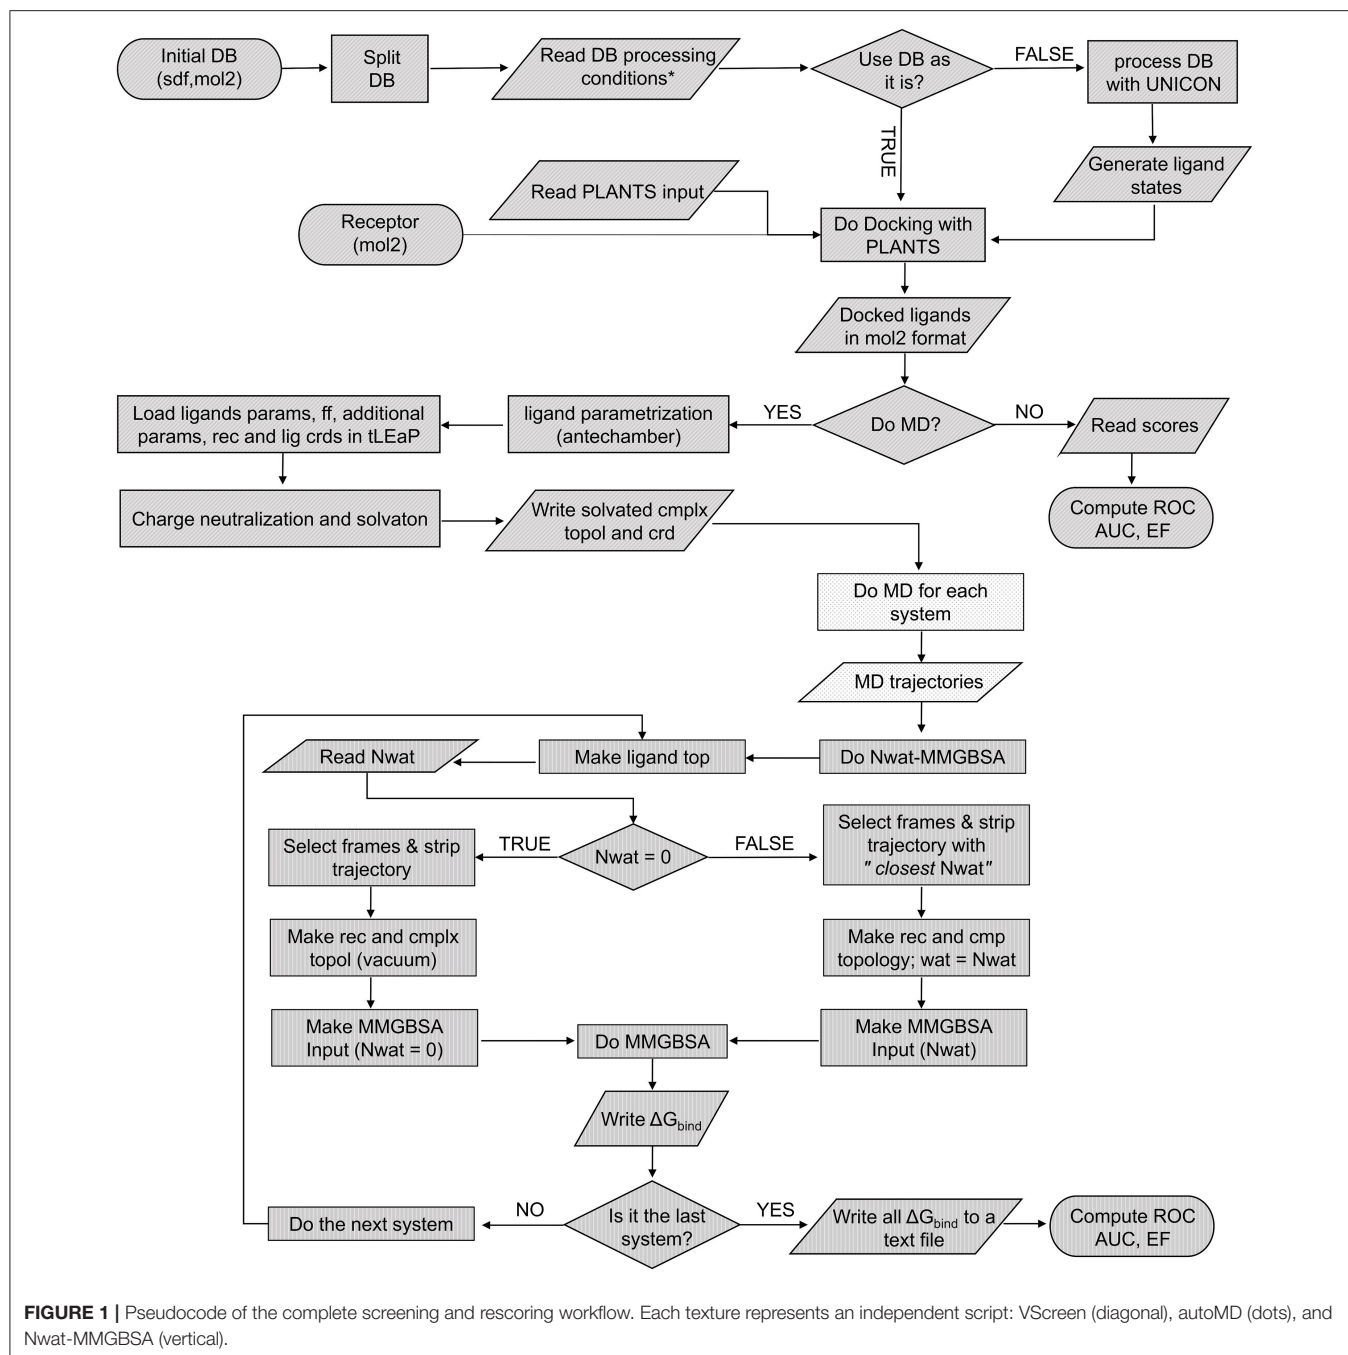 Initial DB
(sdf,mol2)
Split
DB
Read DB processing
conditions*
Use DB as
it is?
FALSE
process DB
with UNICON
TRUE
Generate ligand
states
Read PLANTS input
Receptor
(mol2)
Do Docking with
PLANTS
Docked ligands
in mol2 format
Load ligands params, ff, additional
params, rec and lig crds in tLEaP
ligand parametrization
(antechamber)
YES
Do MD?
NO
Read scores
Charge neutralization and solvaton
Write solvated cmplx
topol and crd
Compute ROC
AUC, EF
Do MD for each
system
MD trajectories
Read Nwat
Make ligand top
Do Nwat-MMGBSA
Select frames & strip
trajectory
TRUE
Nwat = 0
FALSE
Select frames & strip
trajectory with
"closest Nwat"
Make rec and cmplx
topol (vacuum)
Make rec and cmp
topology; wat = Nwat
Make MMGBSA
Input (Nwat = 0)
Do MMGBSA
Make MMGBSA
Input (Nwat)
Write ΔGbind
Do the next system
NO
Is it the last
system?
YES
Write all ΔGbind to a
text file
Compute ROC
AUC, EF
FIGURE 1 | Pseudocode of the complete screening and rescoring workflow. Each texture represents an independent script: VScreen (diagonal), autoMD (dots), and
Nwat-MMGBSA (vertical).